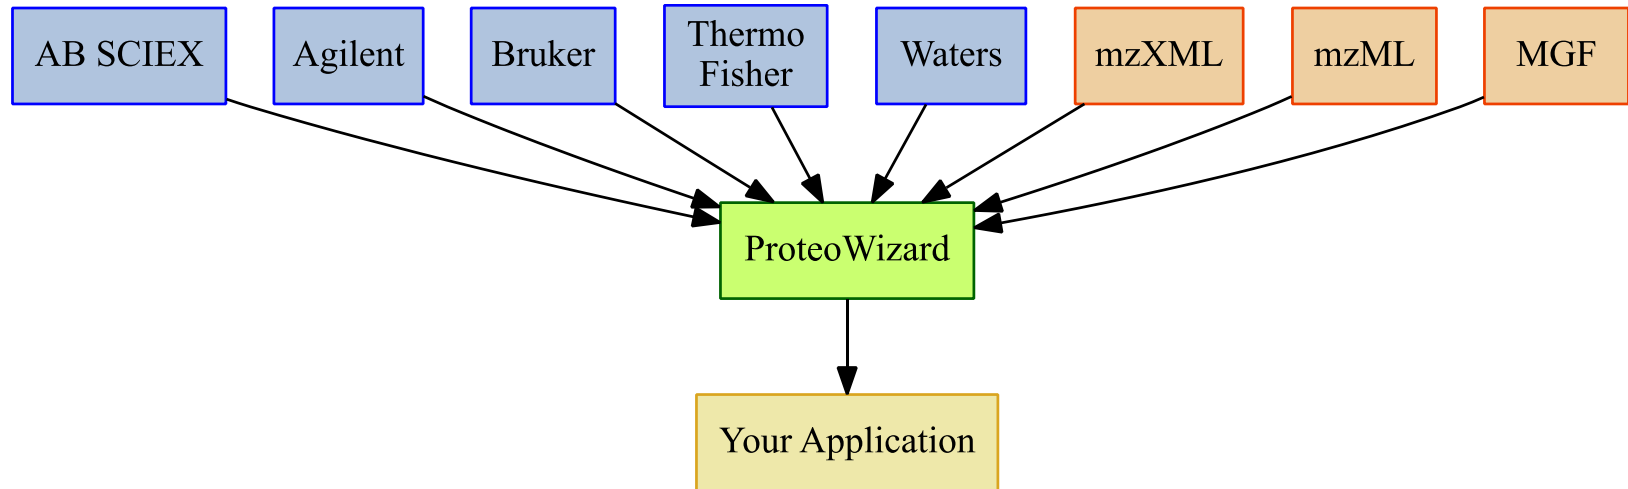 AB SCIEX
Agilent
Bruker
Thermo
Fisher
Waters
mzXML
mzML
MGF
ProteoWizard
Your Application